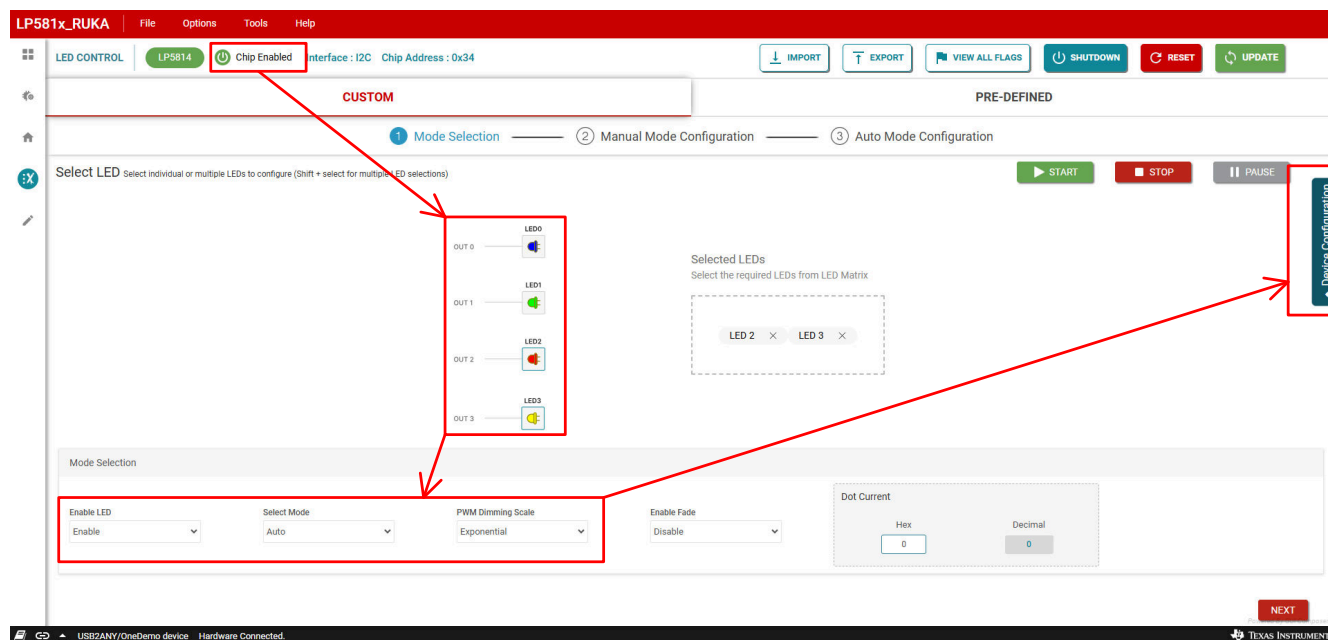 LP581x_RUKA File Options Tools Help
LED CONTROL LP5814 Chip Enabled Interface : I2C Chip Address : 0x34 IMPORT EXPORT VIEW ALL FLAGS SHUTDOWN RESET UPDATE
CUSTOM PRE-DEFINED
1 Mode Selection 2 Manual Mode Configuration 3 Auto Mode Configuration
Select LED Select individual or multiple LEDs to configure (Shift + select for multiple LED selections) START STOP PAUSE
Device Configuration
LED0
OUT 0
Selected LEDs
Select the required LEDs from LED Matrix
LED1
OUT 1
LED 2 × LED 3 ×
LED2
OUT 2
LED3
OUT 3
Mode Selection
Dot Current
Enable LED Select Mode PWM Dimming Scale Enable Fade
Hex Decimal
Enable Auto Exponential Disable
0 0
NEXT
USB2ANY/OneDemo device Hardware Connected. TEXAS INSTRUMENT